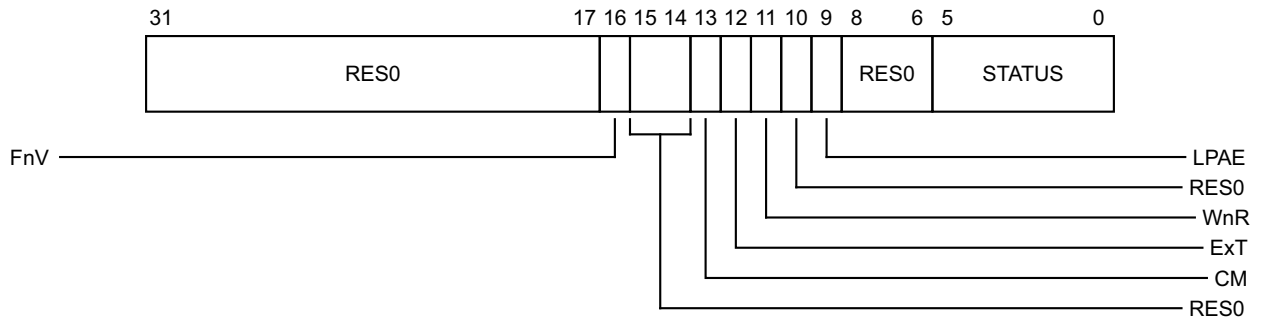 31 17 16 15 14 13 12 11 10 9 8 6 5 0
RES0 RES0 STATUS
FnV LPAE
RES0
WnR
ExT
CM
RES0